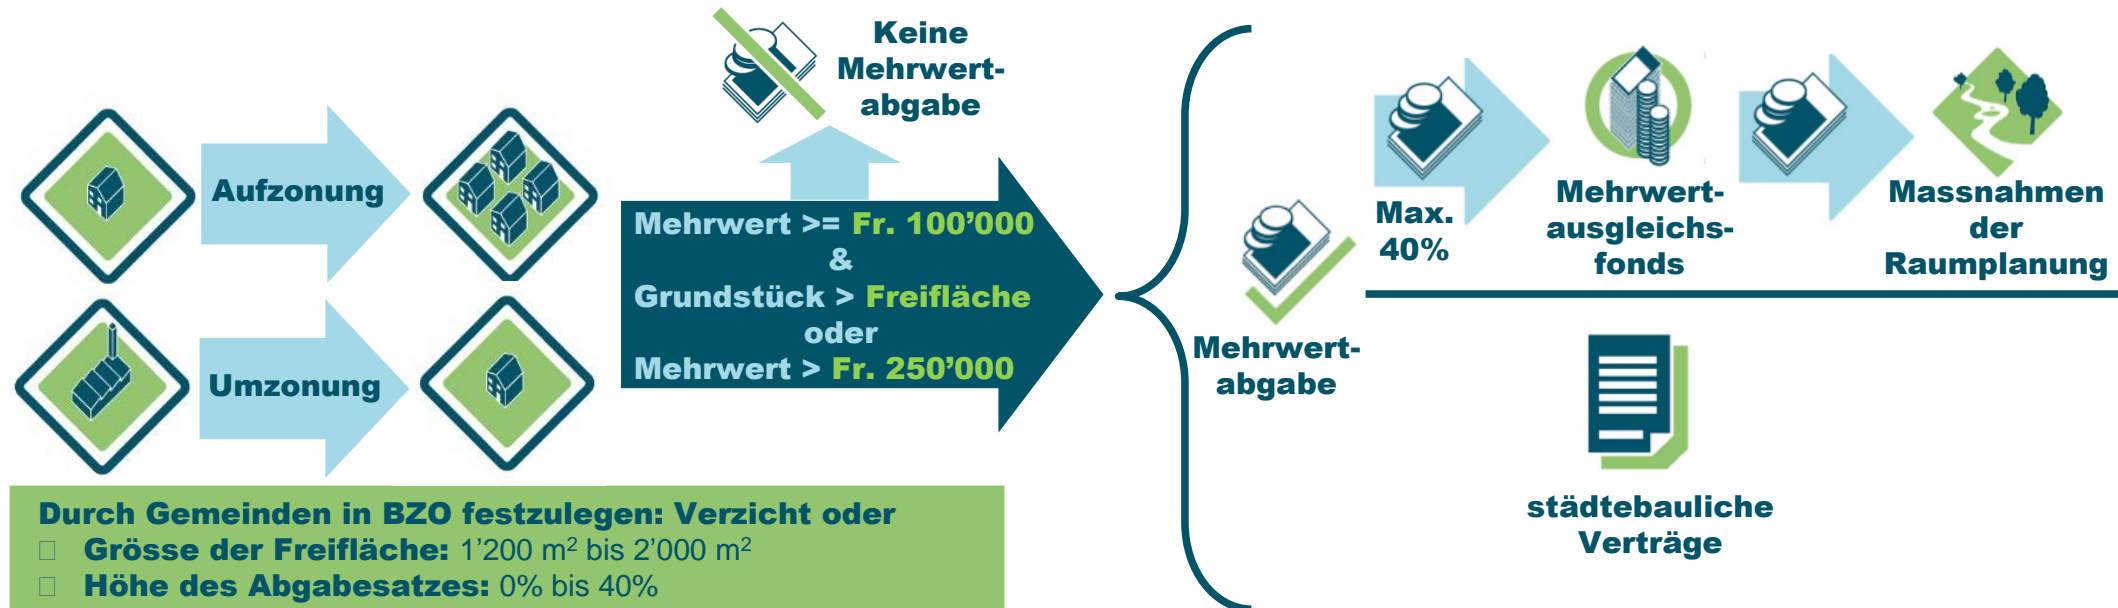 Keine
Mehrwert-
abgabe
Aufzonung
Umzonung
Mehrwert >= Fr. 100’000
&
Grundstück > Freifläche
oder
Mehrwert > Fr. 250’000
Mehrwert-
abgabe
Max.
40%
Mehrwert-
ausgleichs-
fonds
Massnahmen
der
Raumplanung
städtebauliche
Verträge
Durch Gemeinden in BZO festzulegen: Verzicht oder
Grösse der Freifläche: 1’200 m² bis 2’000 m²
Höhe des Abgabesatzes: 0% bis 40%